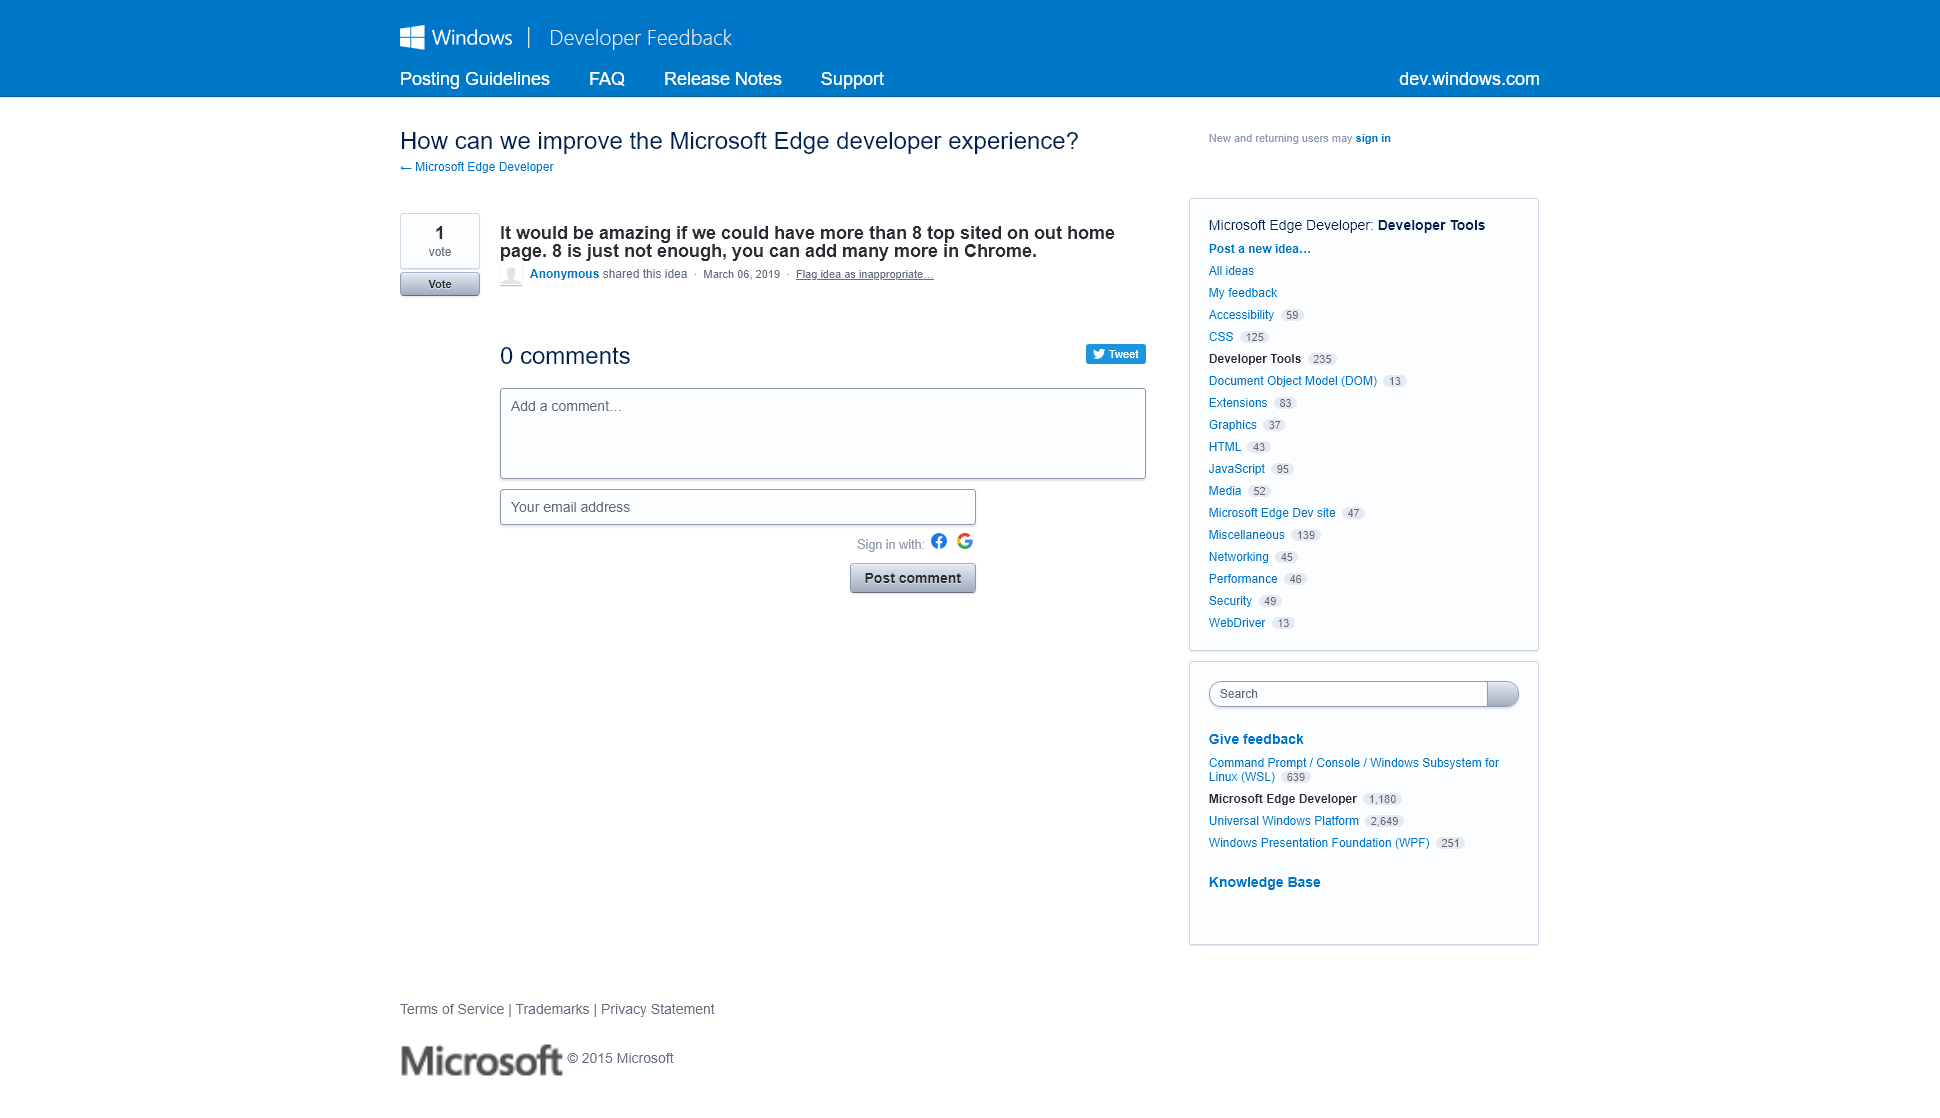 Windows | Developer Feedback
Posting Guidelines FAQ Release Notes Support dev.windows.com
How can we improve the Microsoft Edge developer experience?
← Microsoft Edge Developer
New and returning users may sign in
1
vote
Vote
It would be amazing if we could have more than 8 top sited on out home
page. 8 is just not enough, you can add many more in Chrome.
Anonymous shared this idea · March 06, 2019 · Flag idea as inappropriate…
0 comments
Tweet
Add a comment…
Your email address
Sign in with:
Post comment
Microsoft Edge Developer: Developer Tools
Post a new idea…
All ideas
My feedback
Accessibility 59
CSS 125
Developer Tools 235
Document Object Model (DOM) 13
Extensions 83
Graphics 37
HTML 43
JavaScript 95
Media 52
Microsoft Edge Dev site 47
Miscellaneous 139
Networking 45
Performance 46
Security 49
WebDriver 13
Search
Give feedback
Command Prompt / Console / Windows Subsystem for
Linux (WSL) 639
Microsoft Edge Developer 1,180
Universal Windows Platform 2,649
Windows Presentation Foundation (WPF) 251
Knowledge Base
Terms of Service | Trademarks | Privacy Statement
Microsoft © 2015 Microsoft